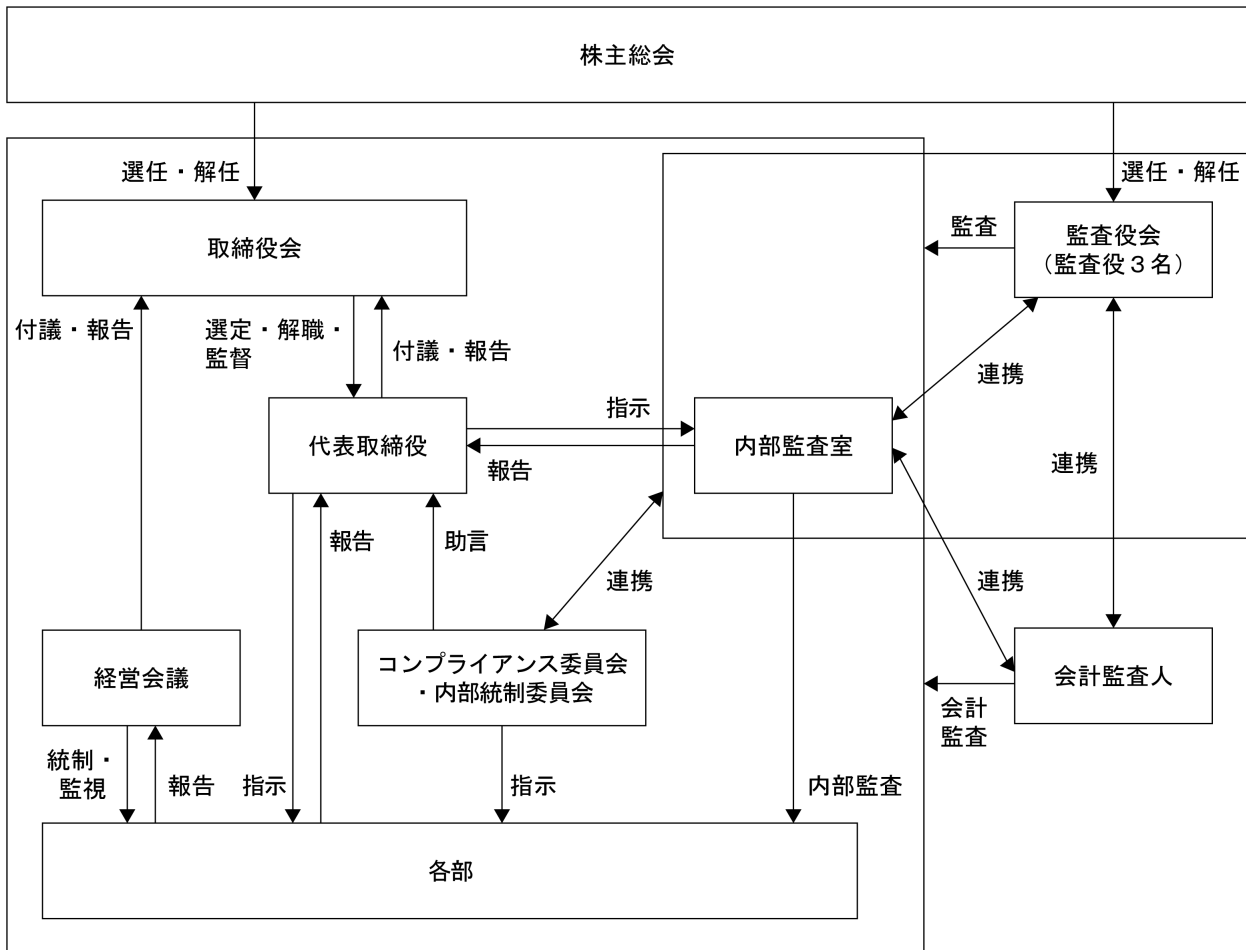 株主総会
選任・解任
選任・解任
取締役会
監査
監査役会
（監査役３名）
付議・報告
選定・解職・
監督
付議・報告
連携
代表取締役
指示
報告
内部監査室
連携
報告
助言
連携
連携
経営会議
コンプライアンス委員会
・内部統制委員会
会計監査人
会計
監査
統制・
監視
報告
指示
指示
内部監査
各部